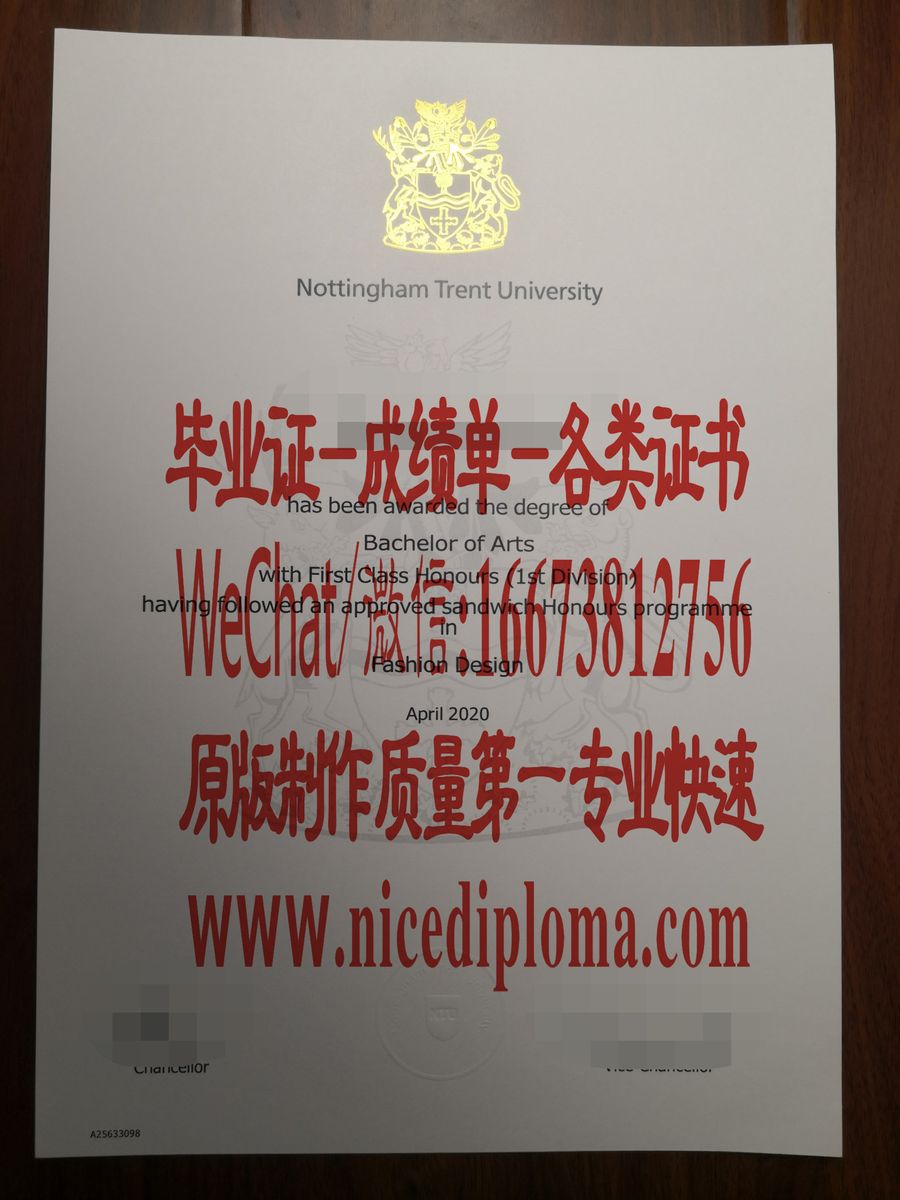 Nottingham Trent University
毕业证一成绩单一各类证书
has been awarded the degree of
Bachelor of Arts
WeChat/微信:16673812756
with First Class Honours (1st Division)
having followed an approved sandwich Honours programme
in
Fashion Design
April 2020
原版制作质量第一专业快速
www.nicediploma.com
NTU
Chancellor
Vice-Chancellor
A25633098